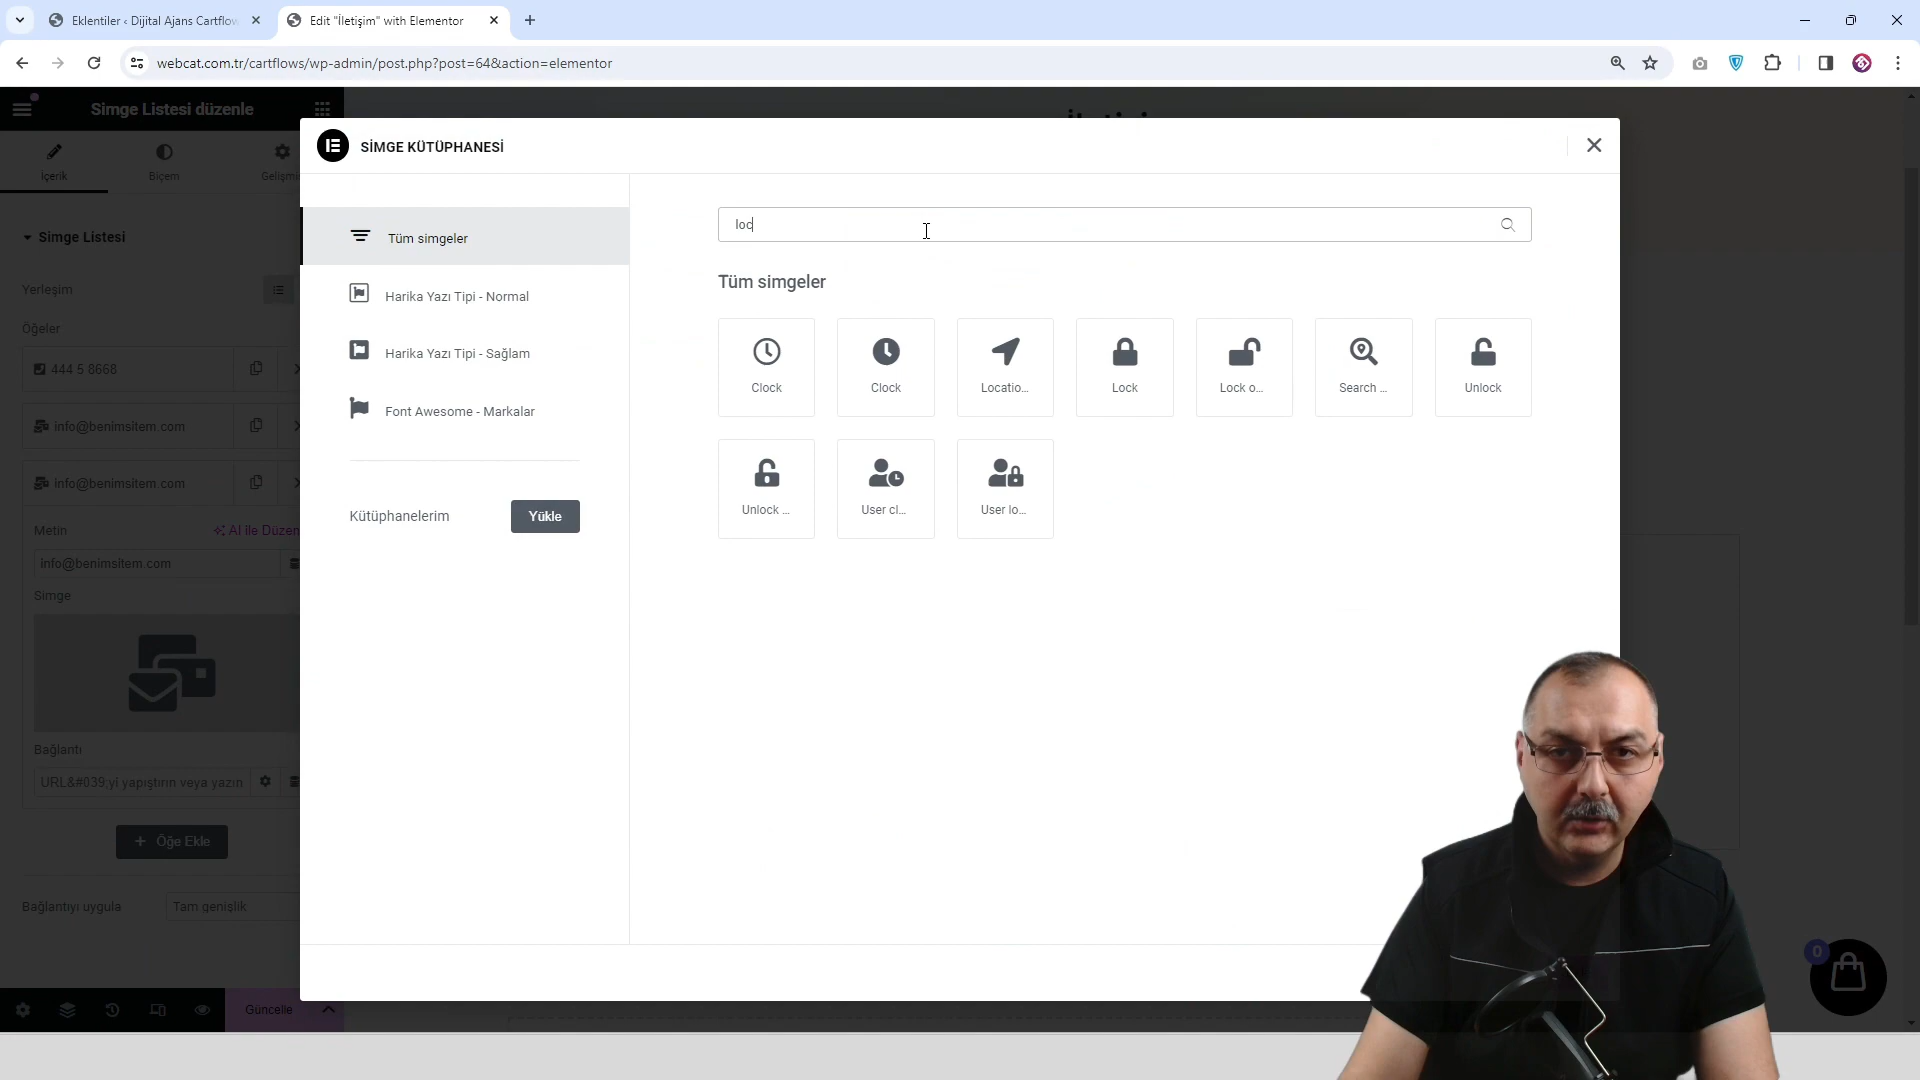 Eklentiler ‹ Dijital Ajans Cartflow
Edit "İletişim" with Elementor
webcat.com.tr/cartflows/wp-admin/post.php?post=64&action=elementor
Simge Listesi düzenle
SİMGE KÜTÜPHANESİ
İçerik
Biçem
Gelişmi
Simge Listesi
Yerleşim
Öğeler
444 5 8668
info@benimsitem.com
info@benimsitem.com
Metin
AI ile Düzen
info@benimsitem.com
Simge
Bağlantı
URL&#039;yi yapıştırın veya yazın
+ Öğe Ekle
Bağlantıyı uygula
Tam genişlik
Güncelle
Tüm simgeler
Harika Yazı Tipi - Normal
Harika Yazı Tipi - Sağlam
Font Awesome - Markalar
Kütüphanelerim
Yükle
loc
Tüm simgeler
Clock
Clock
Locatio...
Lock
Lock o...
Search ...
Unlock
Unlock ...
User cl...
User lo...
0